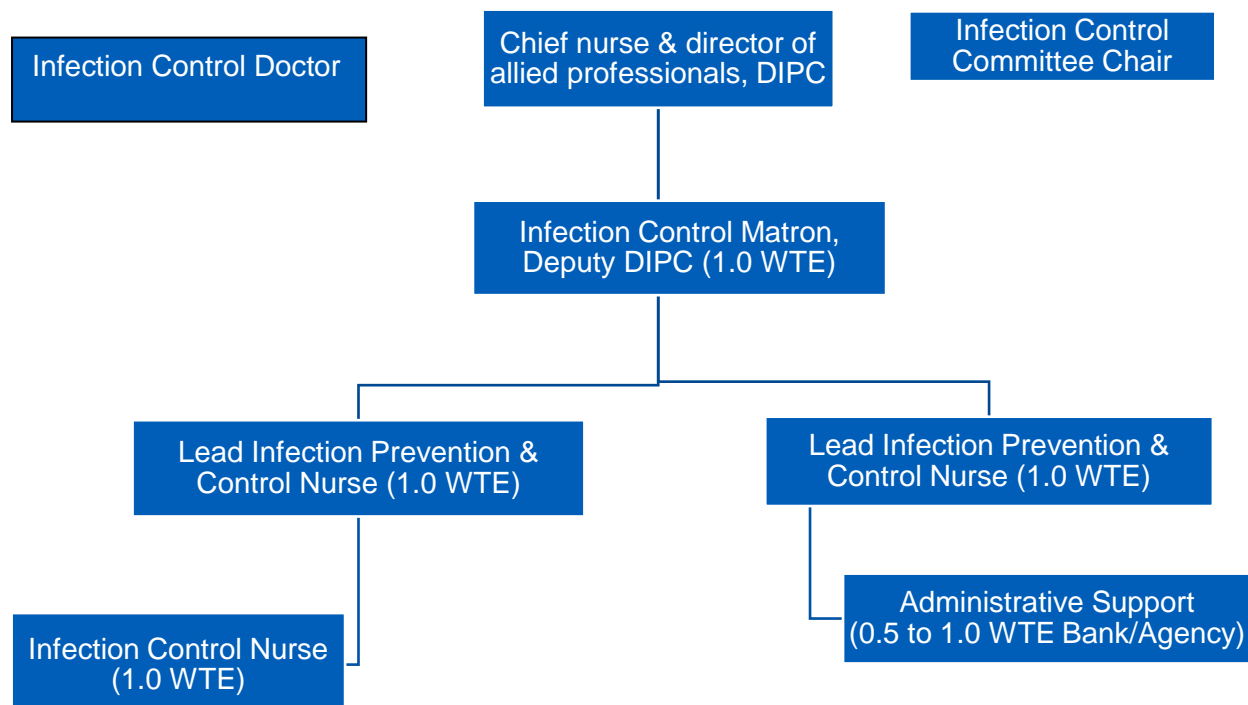 Infection Control Doctor
Chief nurse & director of
allied professionals, DIPC
Infection Control
Committee Chair
Infection Control Matron,
Deputy DIPC (1.0 WTE)
Lead Infection Prevention &
Control Nurse (1.0 WTE)
Lead Infection Prevention &
Control Nurse (1.0 WTE)
Infection Control Nurse
(1.0 WTE)
Administrative Support
(0.5 to 1.0 WTE Bank/Agency)